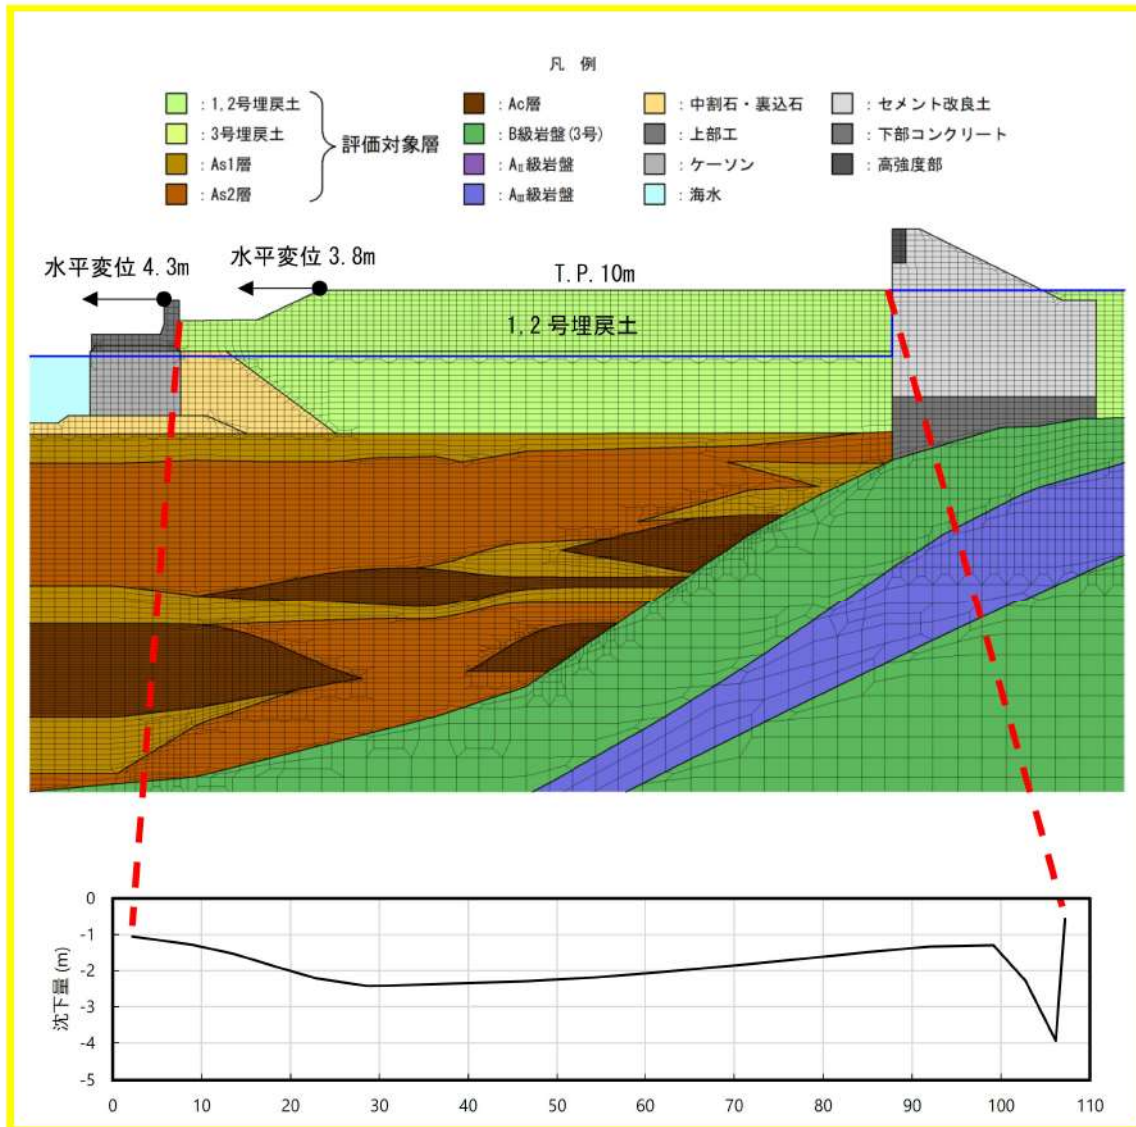 凡 例
: 1,2号埋戻土
: 3号埋戻土
: As1層
: As2層
評価対象層
: Ac層
: B級岩盤(3号)
: AⅡ級岩盤
: AⅢ級岩盤
: 中割石・裏込石
: 上部工
: ケーソン
: 海水
: セメント改良土
: 下部コンクリート
: 高強度部
水平変位 4.3m
水平変位 3.8m
T.P.10m
1,2号埋戻土
沈下量 (m)
0
-1
-2
-3
-4
-5
0 10 20 30 40 50 60 70 80 90 100 110